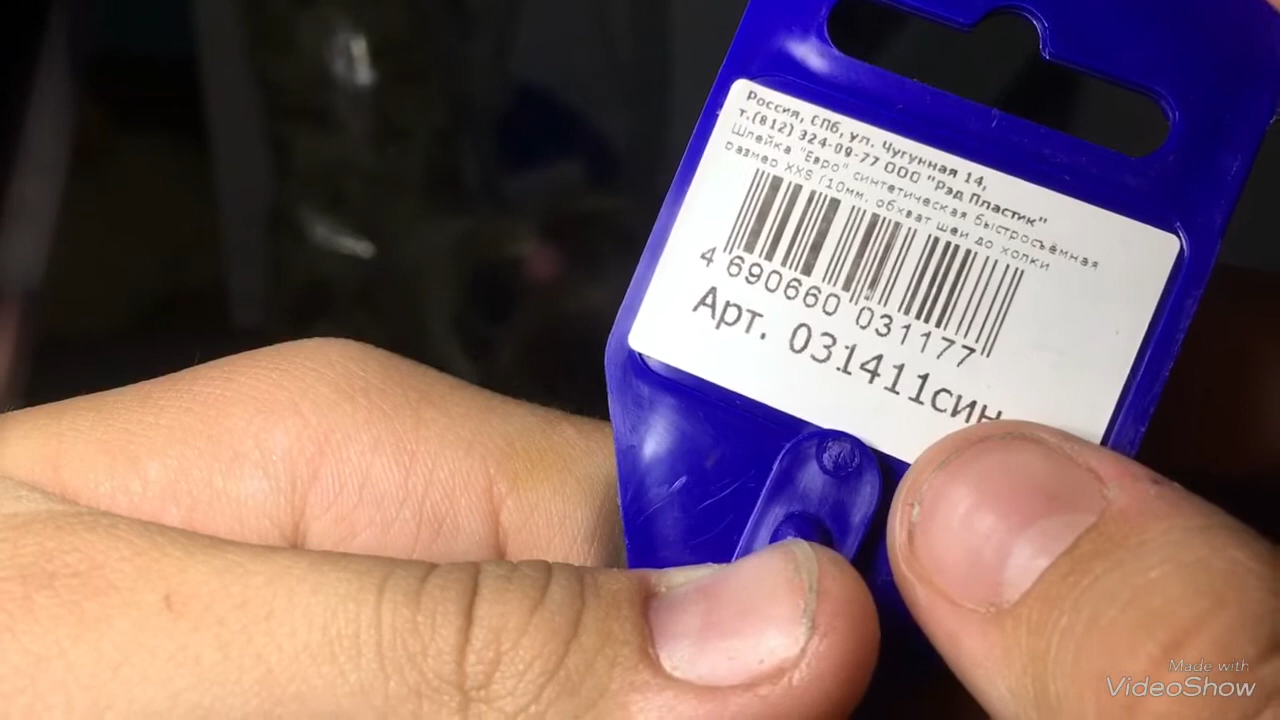 Россия, СПб, ул. Чугунная 14,
т.(812) 324-09-77 ООО "Рэд Пластик"
Шлейка "Евро" синтетическая быстросъёмная
размер XXS (10мм, обхват шеи до холки
4 690660 031177
Арт. 031411син
Made with
VideoShow